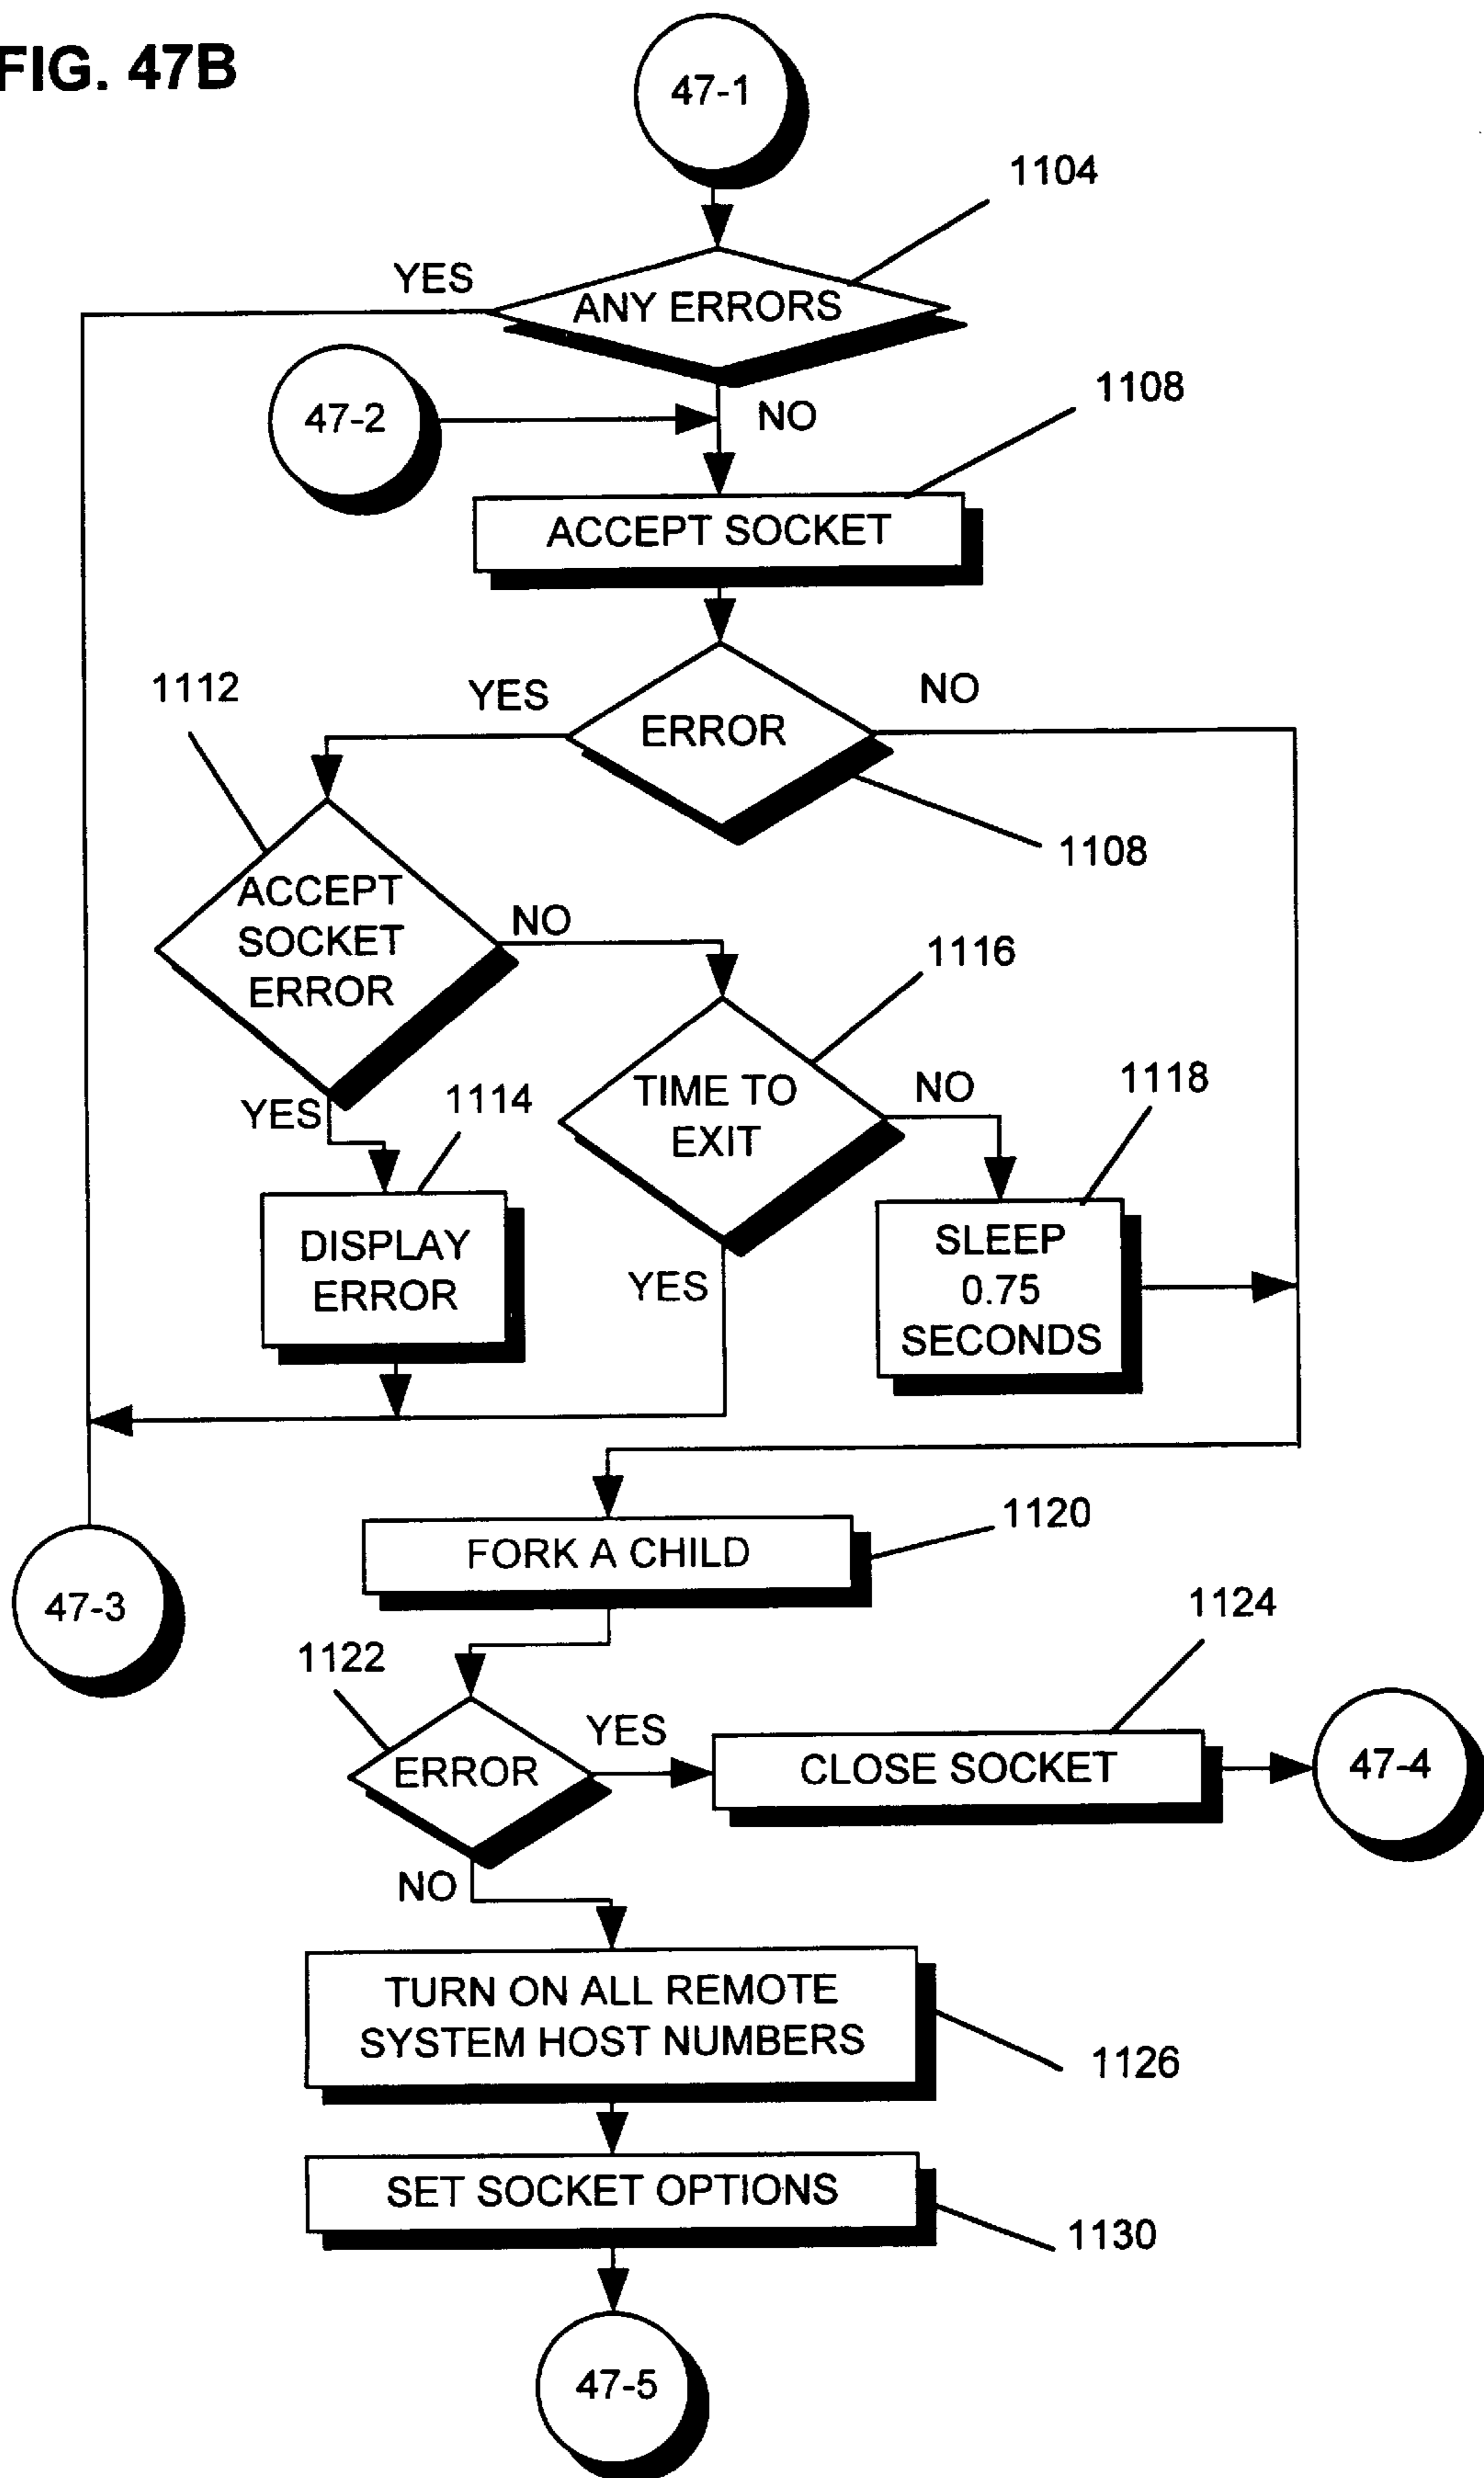 FIG. 47B
47-1
1104
YES
ANY ERRORS
1108
47-2
NO
ACCEPT SOCKET
1112
YES
NO
ERROR
1108
ACCEPT
SOCKET
ERROR
NO
1116
YES
1114
TIME TO
EXIT
NO
1118
DISPLAY
ERROR
YES
SLEEP
0.75
SECONDS
1120
FORK A CHILD
47-3
1124
1122
YES
ERROR
CLOSE SOCKET
47-4
NO
TURN ON ALL REMOTE
SYSTEM HOST NUMBERS
1126
SET SOCKET OPTIONS
1130
47-5